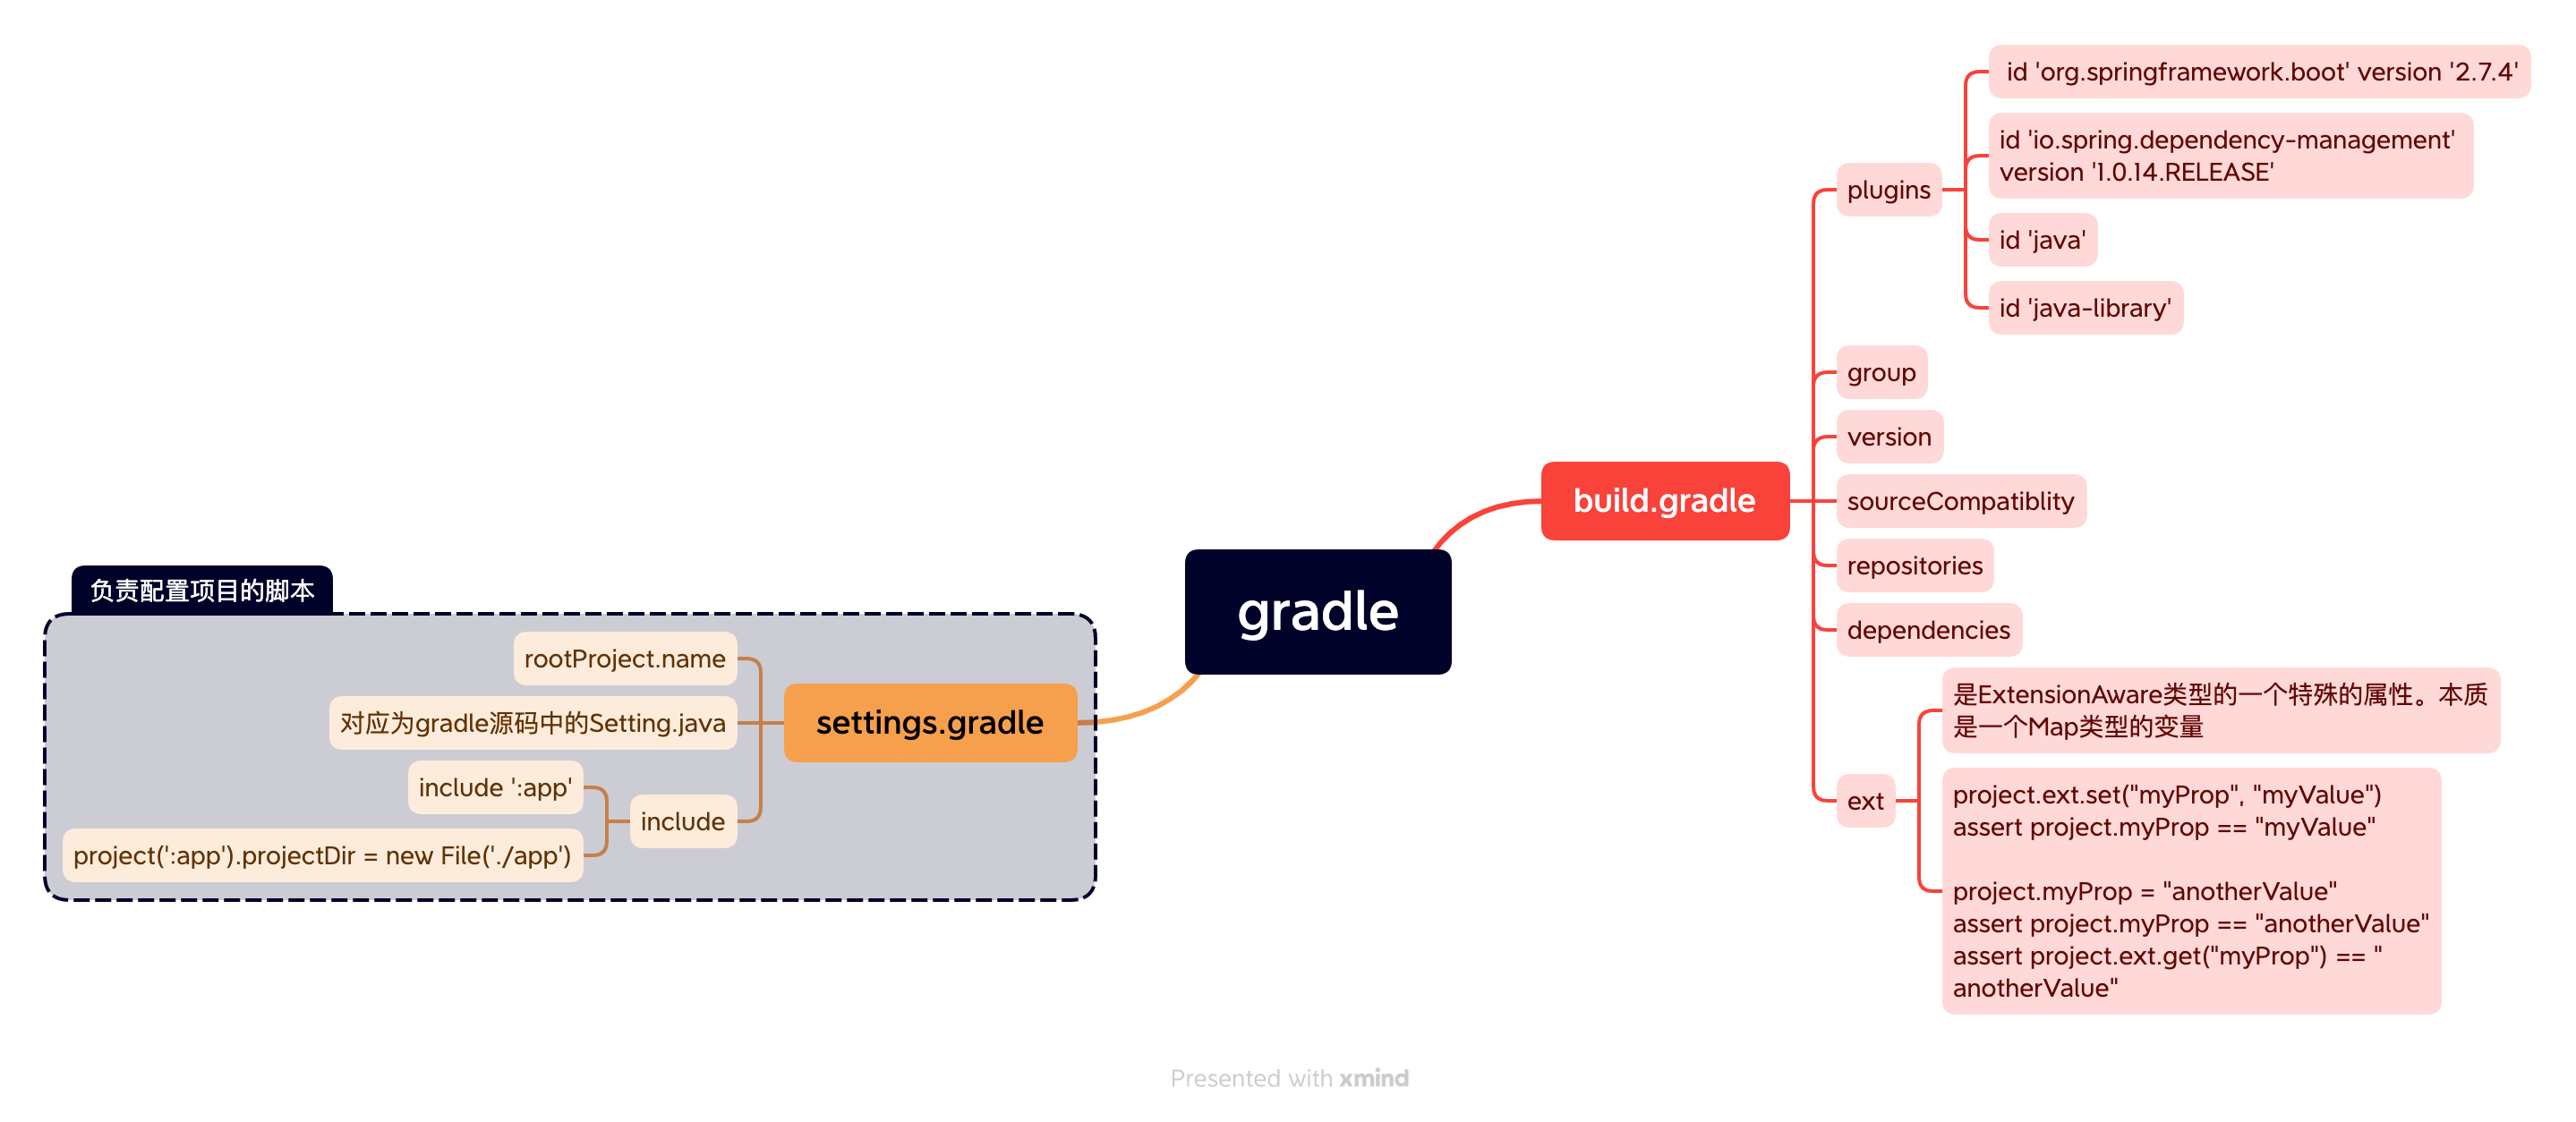 gradle
build.gradle
plugins
id 'org.springframework.boot' version '2.7.4'
id 'io.spring.dependency-management'
version '1.0.14.RELEASE'
id 'java'
id 'java-library'
group
version
sourceCompatiblity
repositories
dependencies
ext
是ExtensionAware类型的一个特殊的属性。本质
是一个Map类型的变量
project.ext.set("myProp", "myValue")
assert project.myProp == "myValue"
project.myProp = "anotherValue"
assert project.myProp == "anotherValue"
assert project.ext.get("myProp") == "
anotherValue"
负责配置项目的脚本
settings.gradle
rootProject.name
对应为gradle源码中的Setting.java
include
include ':app'
project(':app').projectDir = new File('./app')
Presented with xmind